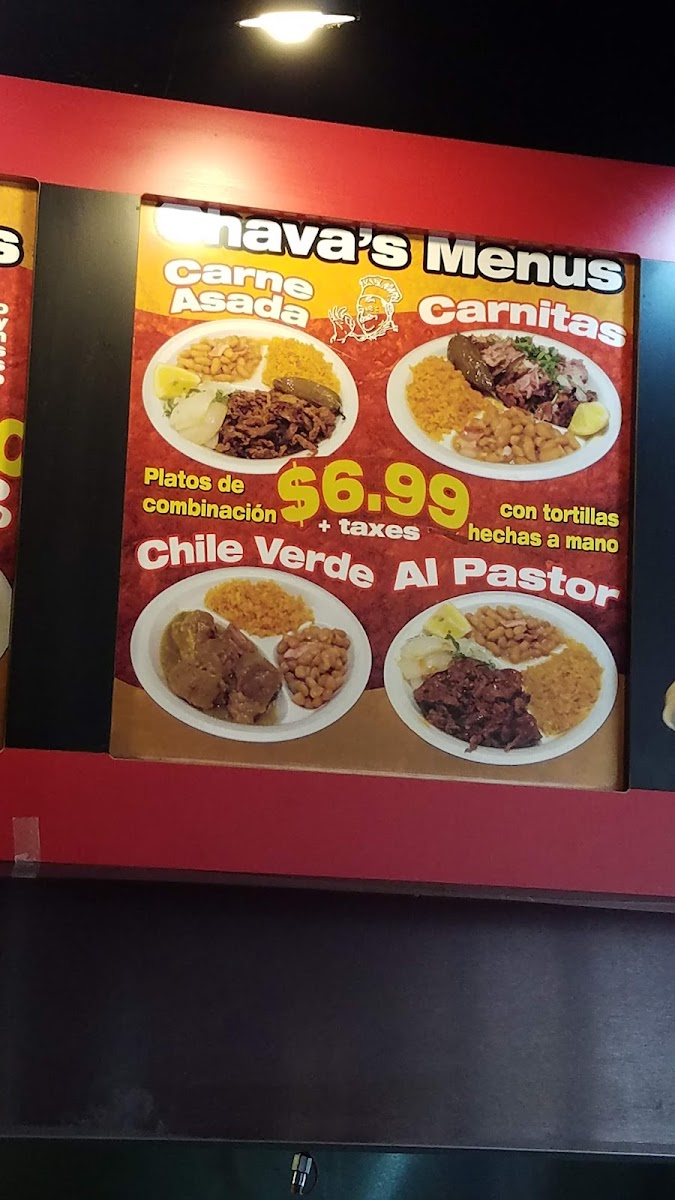 Chava's Menus
Carne
Asada
Carnitas
Platos de
combinación
$6.99
+ taxes
con tortillas
hechas a mano
Chile Verde
Al Pastor